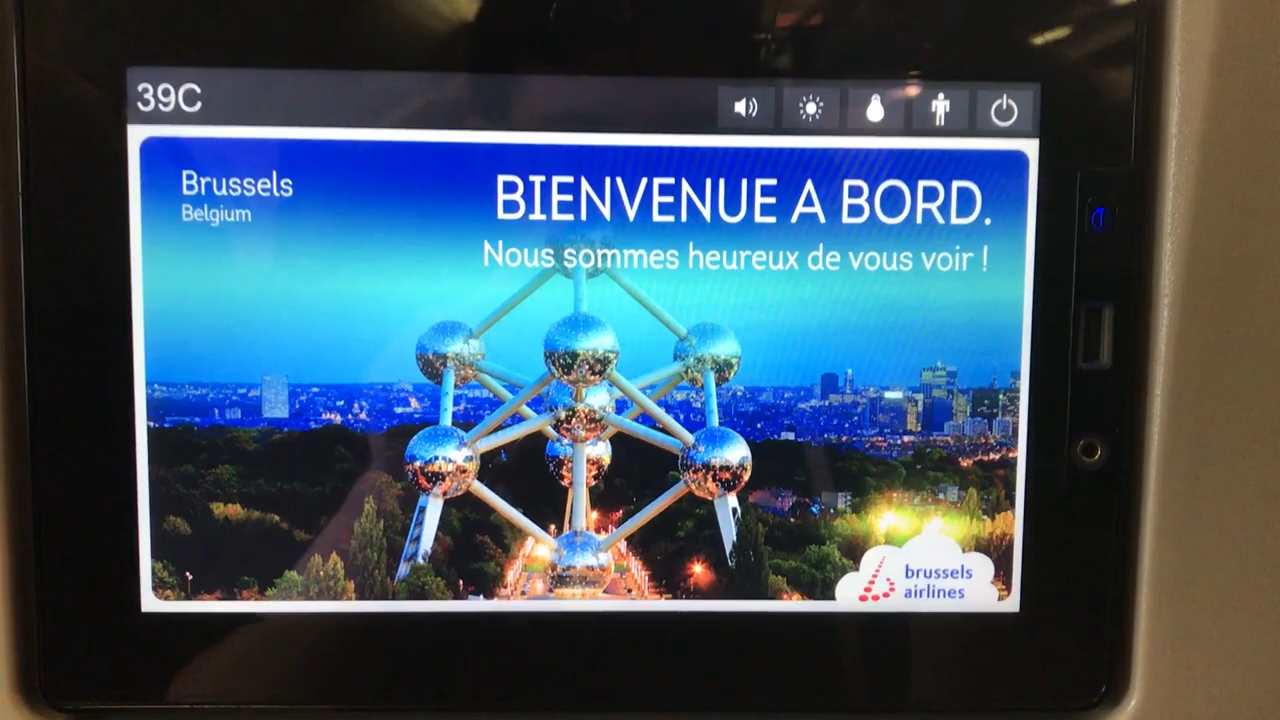 39C
Brussels
Belgium
BIENVENUE A BORD.
Nous sommes heureux de vous voir !
brussels
airlines